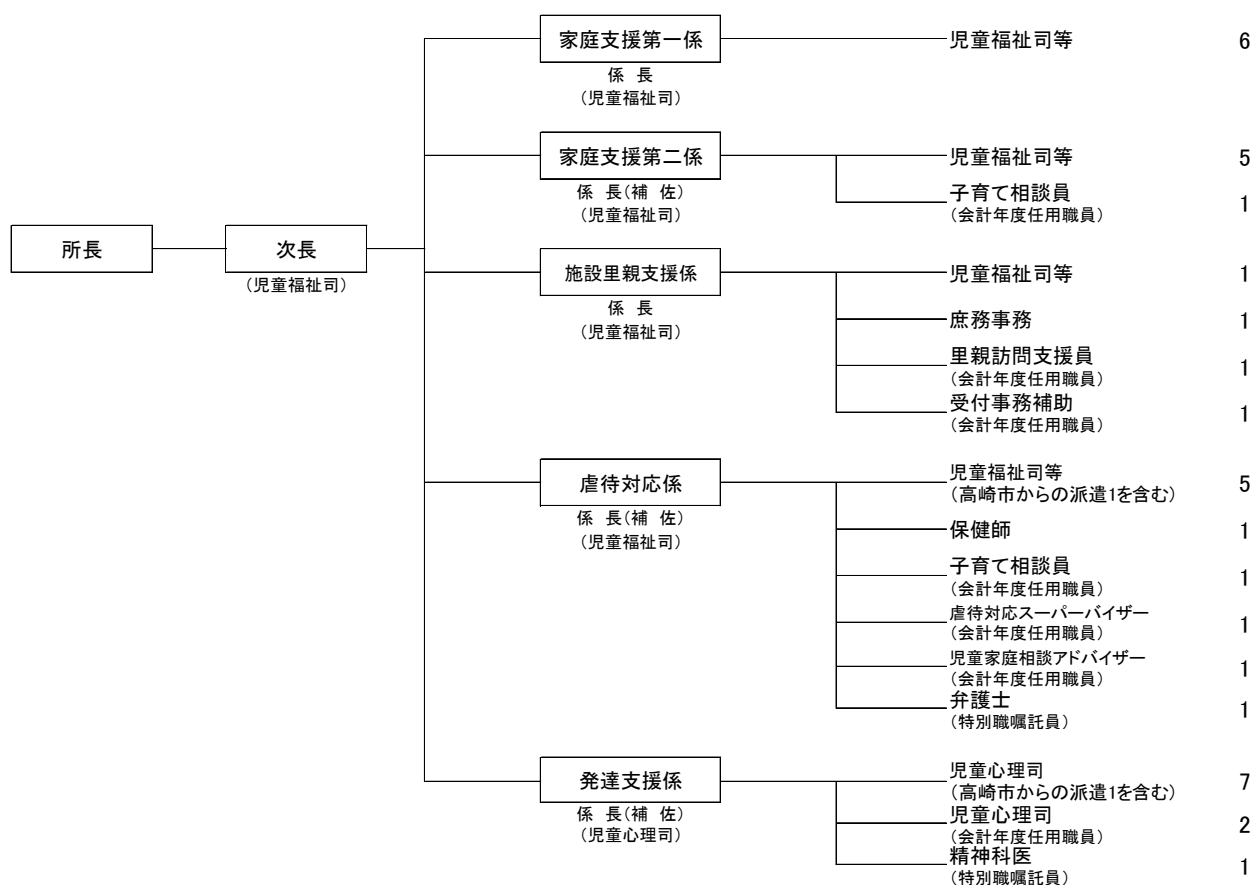 家庭支援第一係
係 長
（児童福祉司）
児童福祉司等 6
家庭支援第二係
係 長（補 佐）
（児童福祉司）
児童福祉司等 5
子育て相談員 1
（会計年度任用職員）
所長
次長
（児童福祉司）
施設里親支援係
係 長
（児童福祉司）
児童福祉司等 1
庶務事務 1
里親訪問支援員 1
（会計年度任用職員）
受付事務補助 1
（会計年度任用職員）
虐待対応係
係 長（補 佐）
（児童福祉司）
児童福祉司等 5
（高崎市からの派遣1を含む）
保健師 1
子育て相談員 1
（会計年度任用職員）
虐待対応スーパーバイザー 1
（会計年度任用職員）
児童家庭相談アドバイザー 1
（会計年度任用職員）
弁護士 1
（特別職嘱託員）
発達支援係
係 長（補 佐）
（児童心理司）
児童心理司 7
（高崎市からの派遣1を含む）
児童心理司 2
（会計年度任用職員）
精神科医 1
（特別職嘱託員）